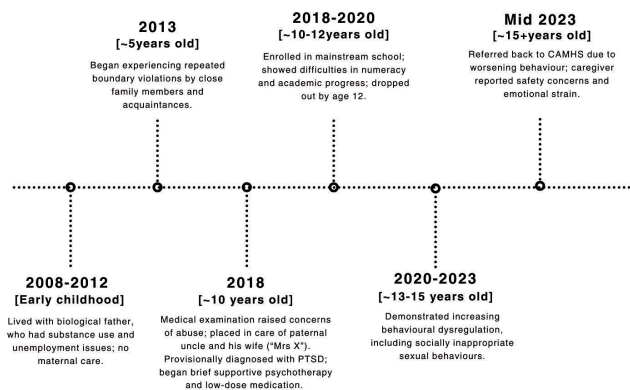 2013
[~5years old]
Began experiencing repeated
boundary violations by close
family members and
acquaintances.
2018-2020
[~10-12years old]
Enrolled in mainstream school;
showed difficulties in numeracy
and academic progress; dropped
out by age 12.
Mid 2023
[~15+years old]
Referred back to CAMHS due to
worsening behaviour; caregiver
reported safety concerns and
emotional strain.
2008-2012
[Early childhood]
Lived with biological father,
who had substance use and
unemployment issues; no
maternal care.
2018
[~10 years old]
Medical examination raised concerns
of abuse; placed in care of paternal
uncle and his wife (“Mrs X”).
Provisionally diagnosed with PTSD;
began brief supportive psychotherapy
and low-dose medication.
2020-2023
[~13-15 years old]
Demonstrated increasing
behavioural dysregulation,
including socially inappropriate
sexual behaviours.